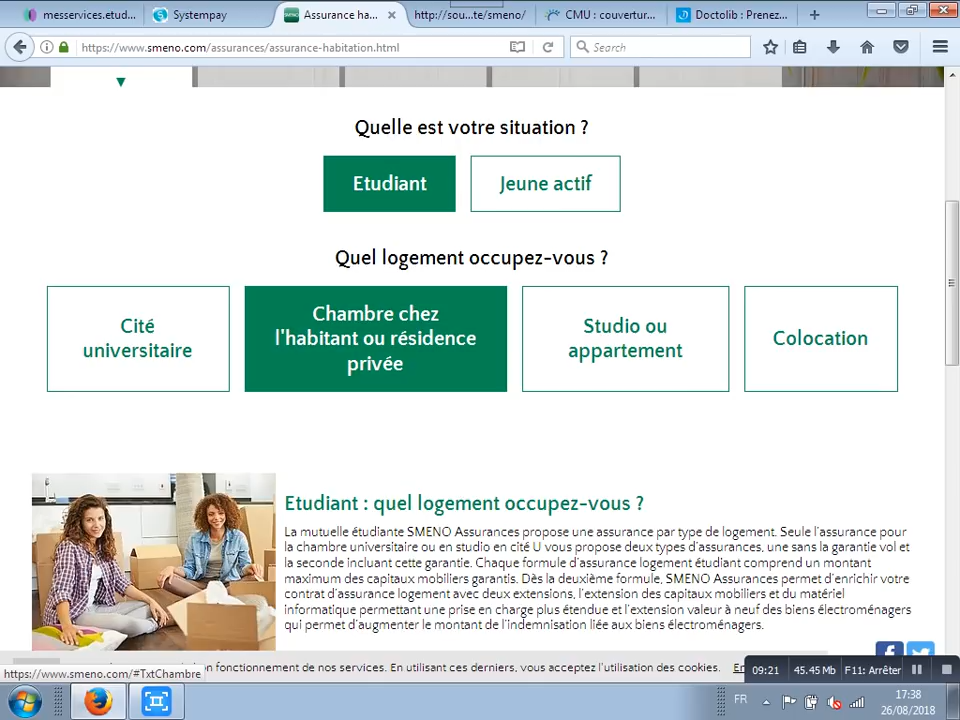 messervices.etud...
Systempay
Assurance ha...
http://sou...te/smeno/
CMU : couvertur...
Doctolib : Prenez...
https://www.smeno.com/assurances/assurance-habitation.html
Search
Quelle est votre situation ?
Etudiant
Jeune actif
Quel logement occupez-vous ?
Cité
universitaire
Chambre chez
l'habitant ou résidence
privée
Studio ou
appartement
Colocation
Etudiant : quel logement occupez-vous ?
La mutuelle étudiante SMENO Assurances propose une assurance par type de logement. Seule l'assurance pour
la chambre universitaire ou en studio en cité U vous propose deux types d'assurances, une sans la garantie vol et
la seconde incluant cette garantie. Chaque formule d'assurance logement étudiant comprend un montant
maximum des capitaux mobiliers garantis. Dès la deuxième formule, SMENO Assurances permet d'enrichir votre
contrat d'assurance logement avec deux extensions, l'extension des capitaux mobiliers et du matériel
informatique permettant une prise en charge plus étendue et l'extension valeur à neuf des biens électroménagers
qui permet d'augmenter le montant de l'indemnisation liée aux biens électroménagers.
fonctionnement de nos services. En utilisant ces derniers, vous acceptez l'utilisation des cookies.
https://www.smeno.com/#TxtChambre
09:21
45.45 Mb
F11: Arrêter
FR
17:38
26/08/2018